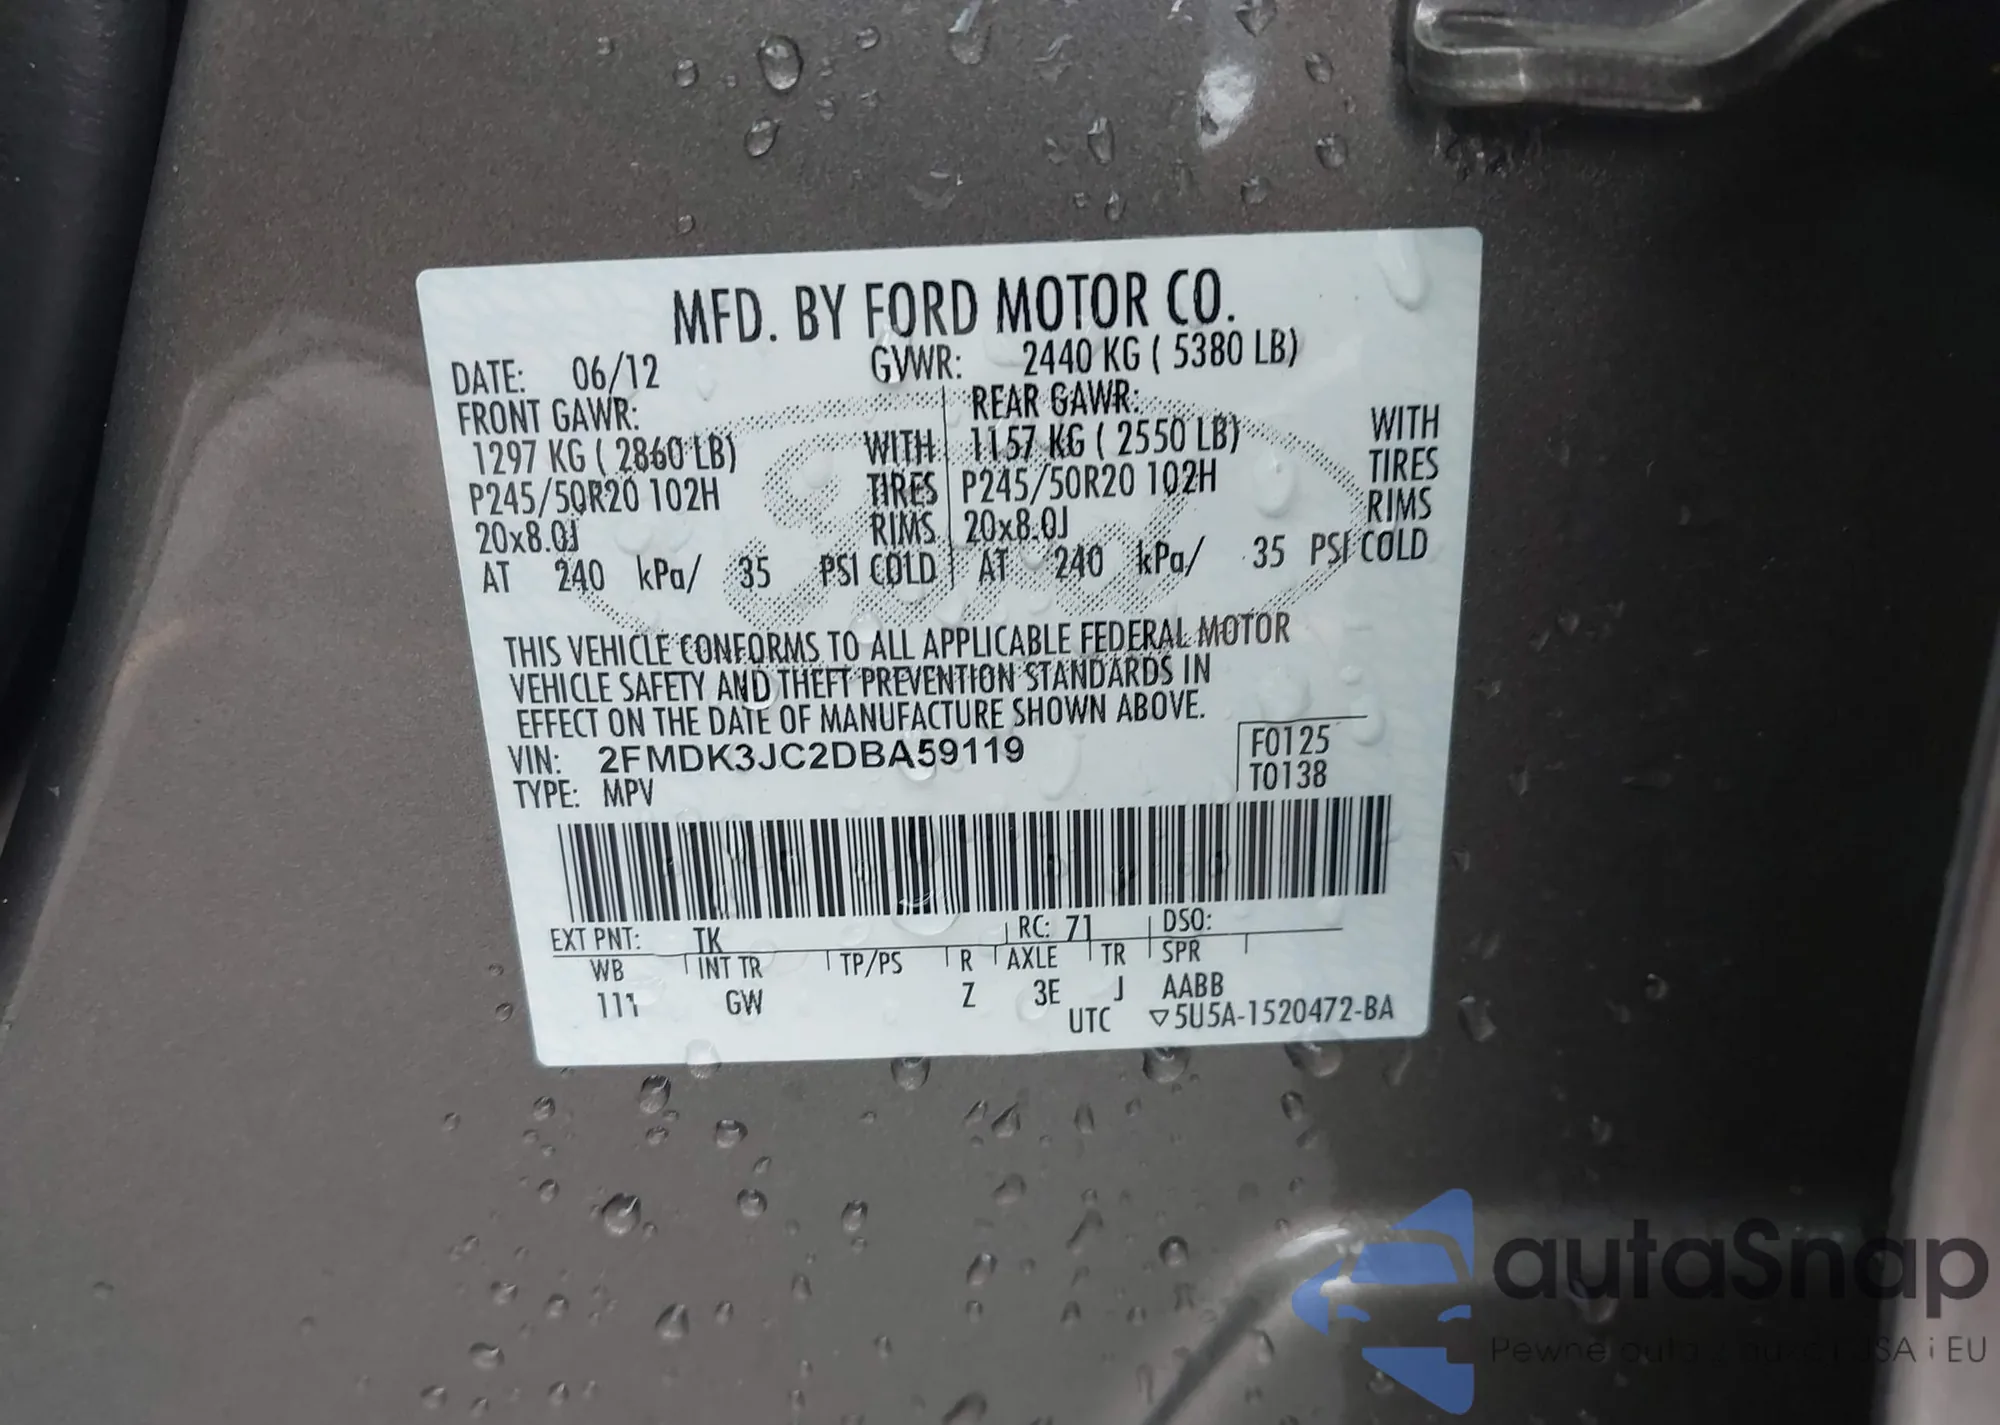 MFD. BY FORD MOTOR CO.
DATE: 06/12 GVWR: 2440 KG ( 5380 LB)
FRONT GAWR: REAR GAWR:
1297 KG ( 2860 LB) WITH 1157 KG ( 2550 LB) WITH
P245/50R20 102H TIRES P245/50R20 102H TIRES
20x8.0J RIMS 20x8.0J RIMS
AT 240 kPa/ 35 PSI COLD AT 240 kPa/ 35 PSI COLD
THIS VEHICLE CONFORMS TO ALL APPLICABLE FEDERAL MOTOR
VEHICLE SAFETY AND THEFT PREVENTION STANDARDS IN
EFFECT ON THE DATE OF MANUFACTURE SHOWN ABOVE.
VIN: 2FMDK3JC2DBA59119 F0125
TYPE: MPV T0138
EXT PNT: TK RC: 71 DSO:
WB INT TR TP/PS R AXLE TR SPR
111 GW Z 3E J AABB
UTC ▽5U5A-1520472-BA
autaSnap
Pewne auta z aukcji USA i EU